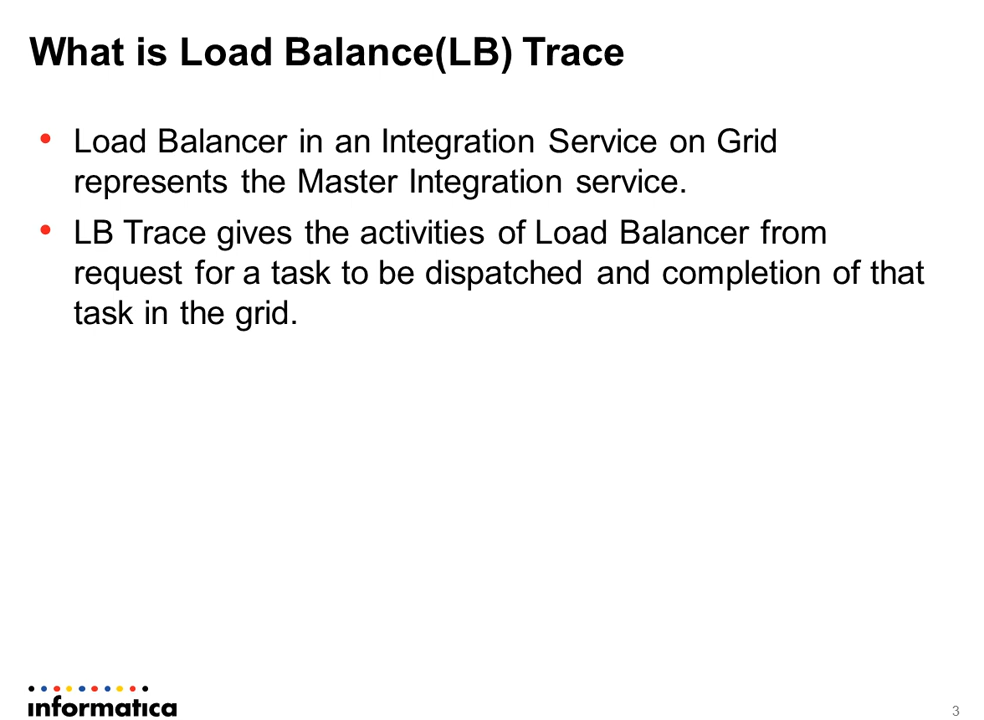 What is Load Balance(LB) Trace
• Load Balancer in an Integration Service on Grid
represents the Master Integration service.
• LB Trace gives the activities of Load Balancer from
request for a task to be dispatched and completion of that
task in the grid.
informatica
3